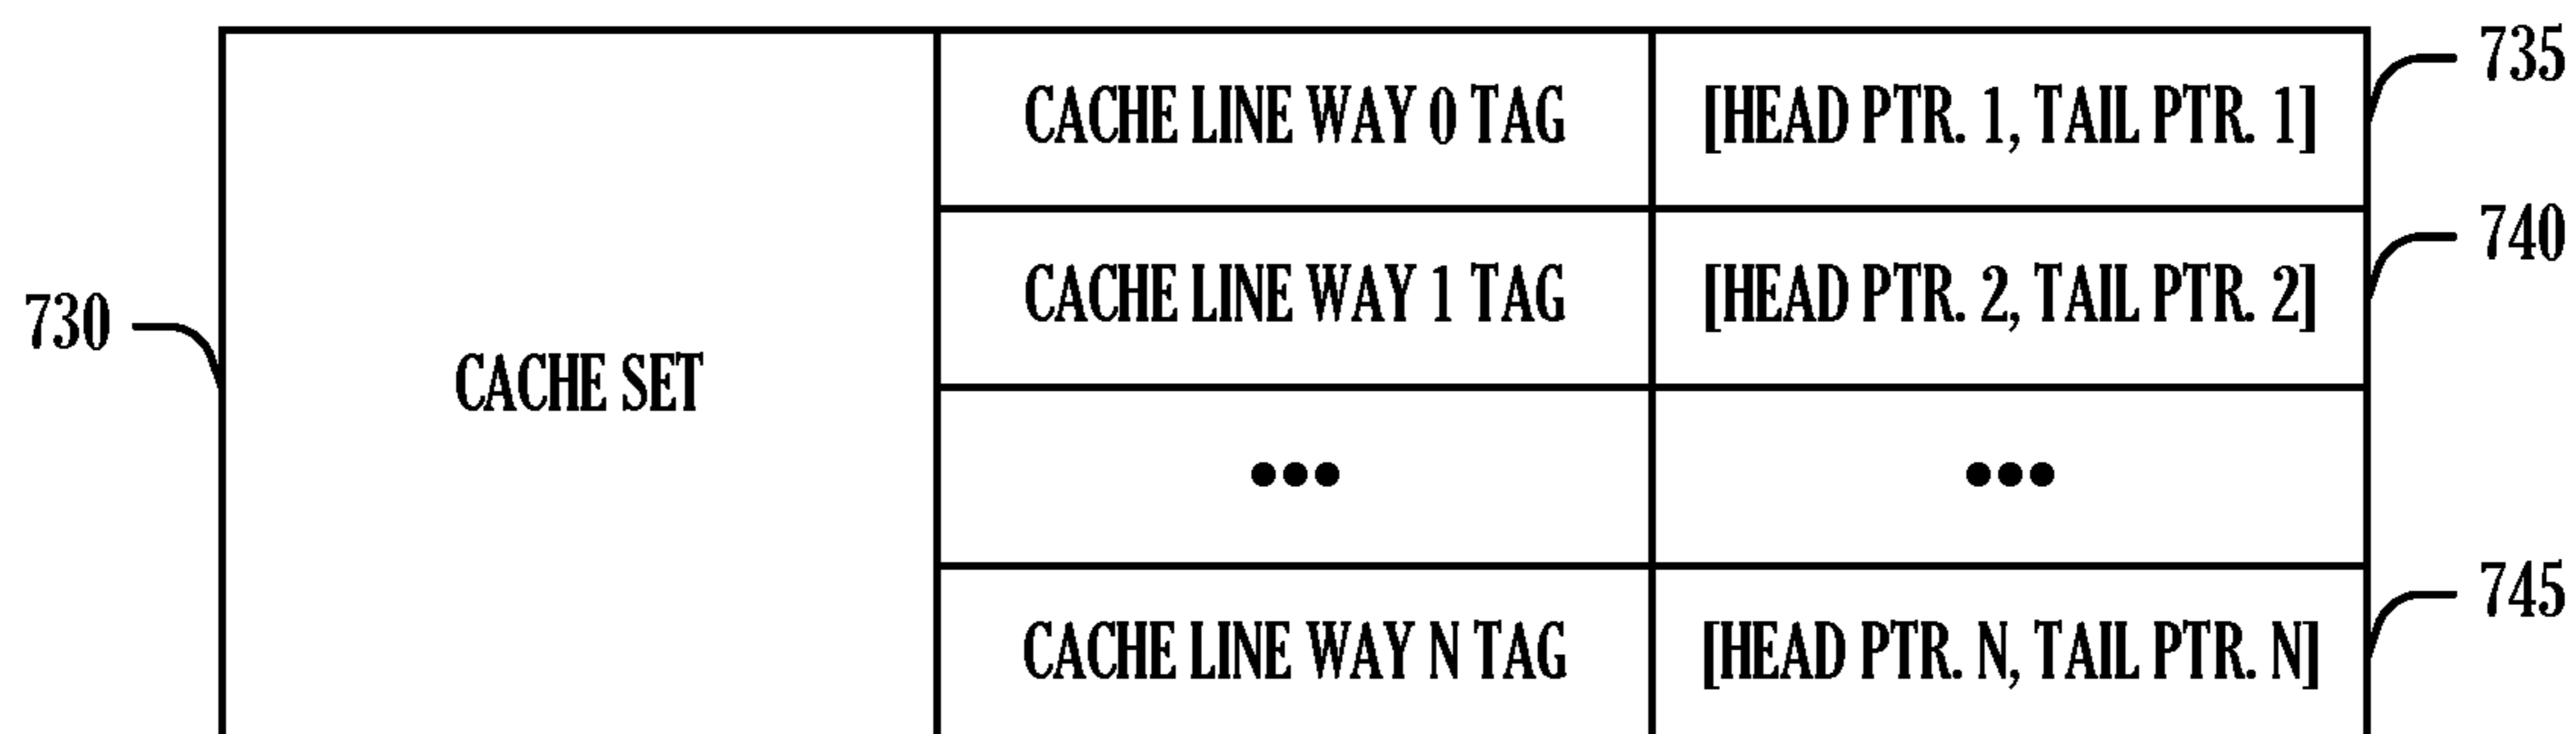 CACHE LINE WAY 0 TAG [HEAD PTR. 1, TAIL PTR. 1] 735
CACHE LINE WAY 1 TAG [HEAD PTR. 2, TAIL PTR. 2] 740
730 CACHE SET
••• •••
CACHE LINE WAY N TAG [HEAD PTR. N, TAIL PTR. N] 745